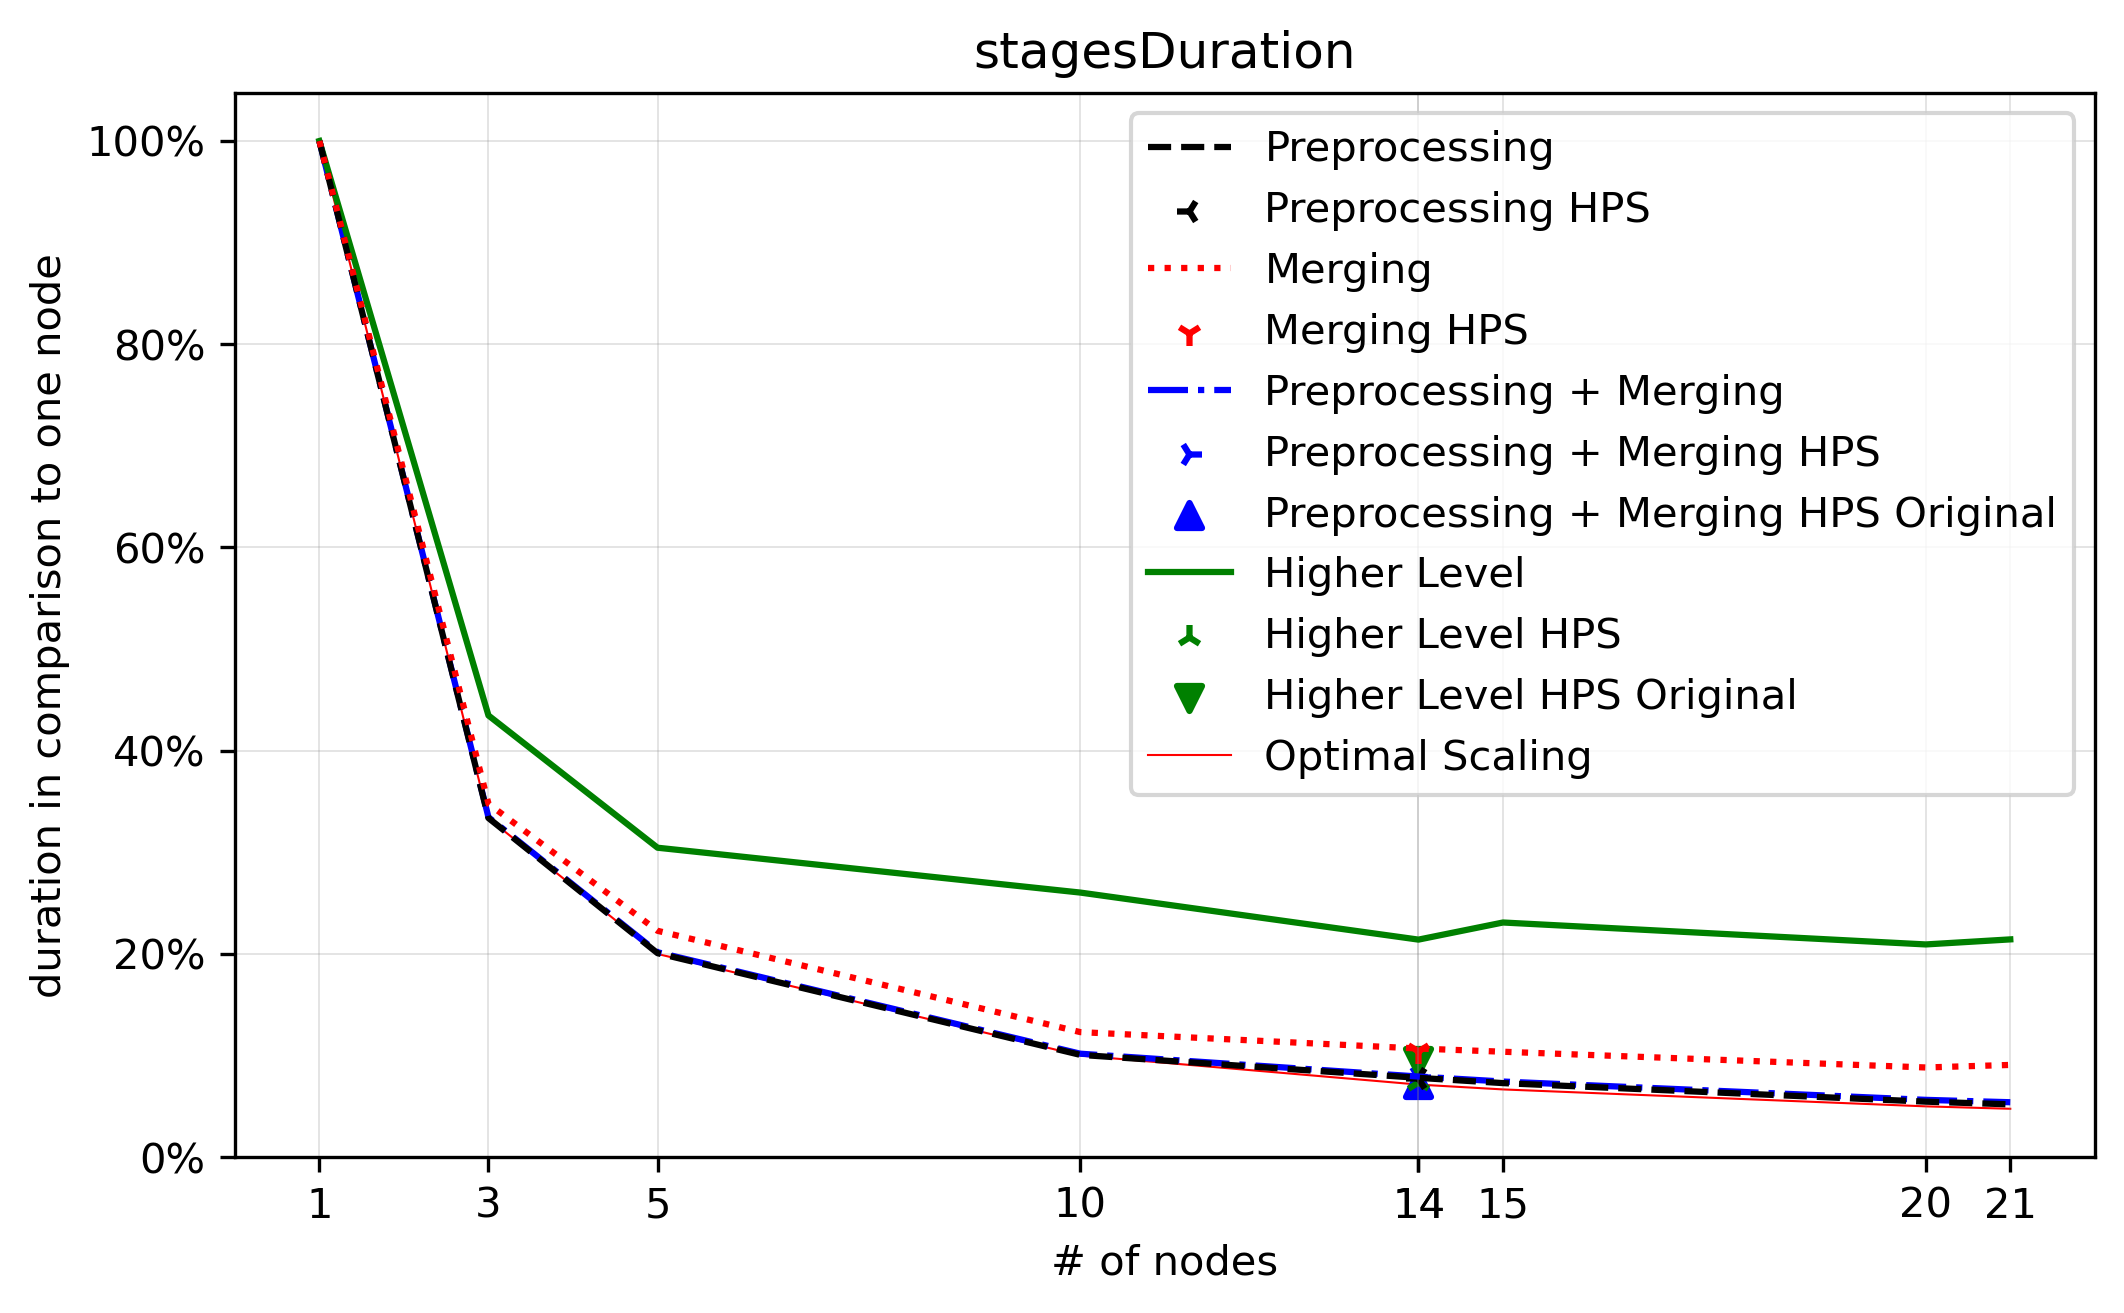 stagesDuration
duration in comparison to one node
100%
80%
60%
40%
20%
0%
Preprocessing
Preprocessing HPS
Merging
Merging HPS
Preprocessing + Merging
Preprocessing + Merging HPS
Preprocessing + Merging HPS Original
Higher Level
Higher Level HPS
Higher Level HPS Original
Optimal Scaling
1 3 5 10 14 15 20 21
# of nodes